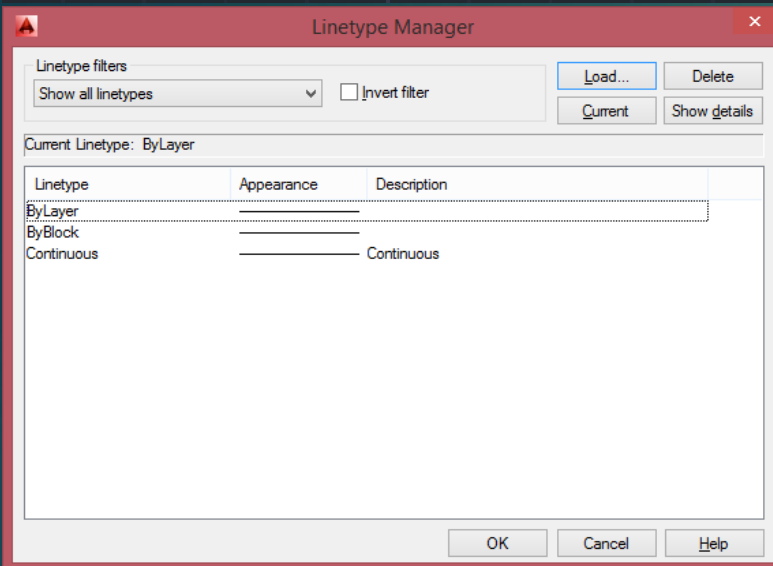 Linetype Manager
Linetype filters
Show all linetypes
Invert filter
Load...
Delete
Current
Show details
Current Linetype: ByLayer
Linetype Appearance Description
ByLayer
ByBlock
Continuous Continuous
OK Cancel Help